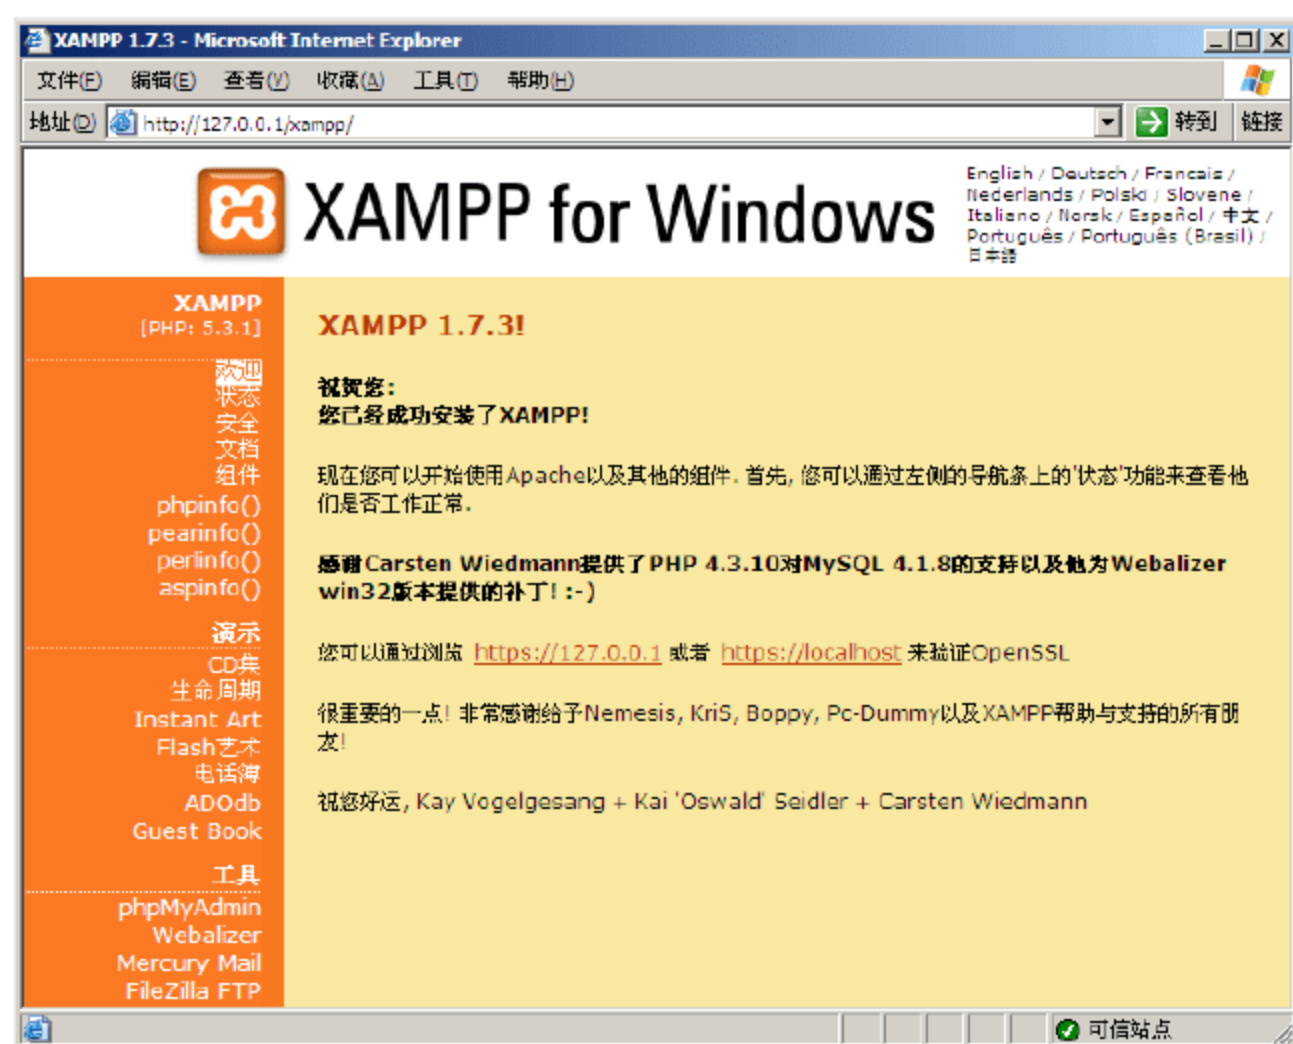 XAMPP 1.7.3 - Microsoft Internet Explorer
文件(F) 编辑(E) 查看(V) 收藏(A) 工具(T) 帮助(H)
地址(D) http://127.0.0.1/xampp/ 转到 链接
XAMPP for Windows
English / Deutsch / Francais /
Nederlands / Polski / Slovene /
Italiano / Norsk / Español / 中文 /
Português / Português (Brasil) /
日本語
XAMPP
[PHP: 5.3.1]
欢迎
状态
安全
文档
组件
phpinfo()
pearinfo()
perlinfo()
aspinfo()
演示
CD集
生命周期
Instant Art
Flash艺术
电话簿
ADOdb
Guest Book
工具
phpMyAdmin
Webalizer
Mercury Mail
FileZilla FTP
XAMPP 1.7.3!
祝贺您:
您已经成功安装了XAMPP!
现在您可以开始使用Apache以及其他的组件. 首先, 您可以通过左侧的导航条上的'状态'功能来查看他
们是否工作正常.
感谢Carsten Wiedmann提供了PHP 4.3.10对MySQL 4.1.8的支持以及他为Webalizer
win32版本提供的补丁! :-)
您可以通过浏览 https://127.0.0.1 或者 https://localhost 来验证OpenSSL
很重要的一点! 非常感谢给予Nemesis, KriS, Boppy, Pc-Dummy以及XAMPP帮助与支持的所有朋
友!
祝您好运, Kay Vogelgesang + Kai 'Oswald' Seidler + Carsten Wiedmann
可信站点